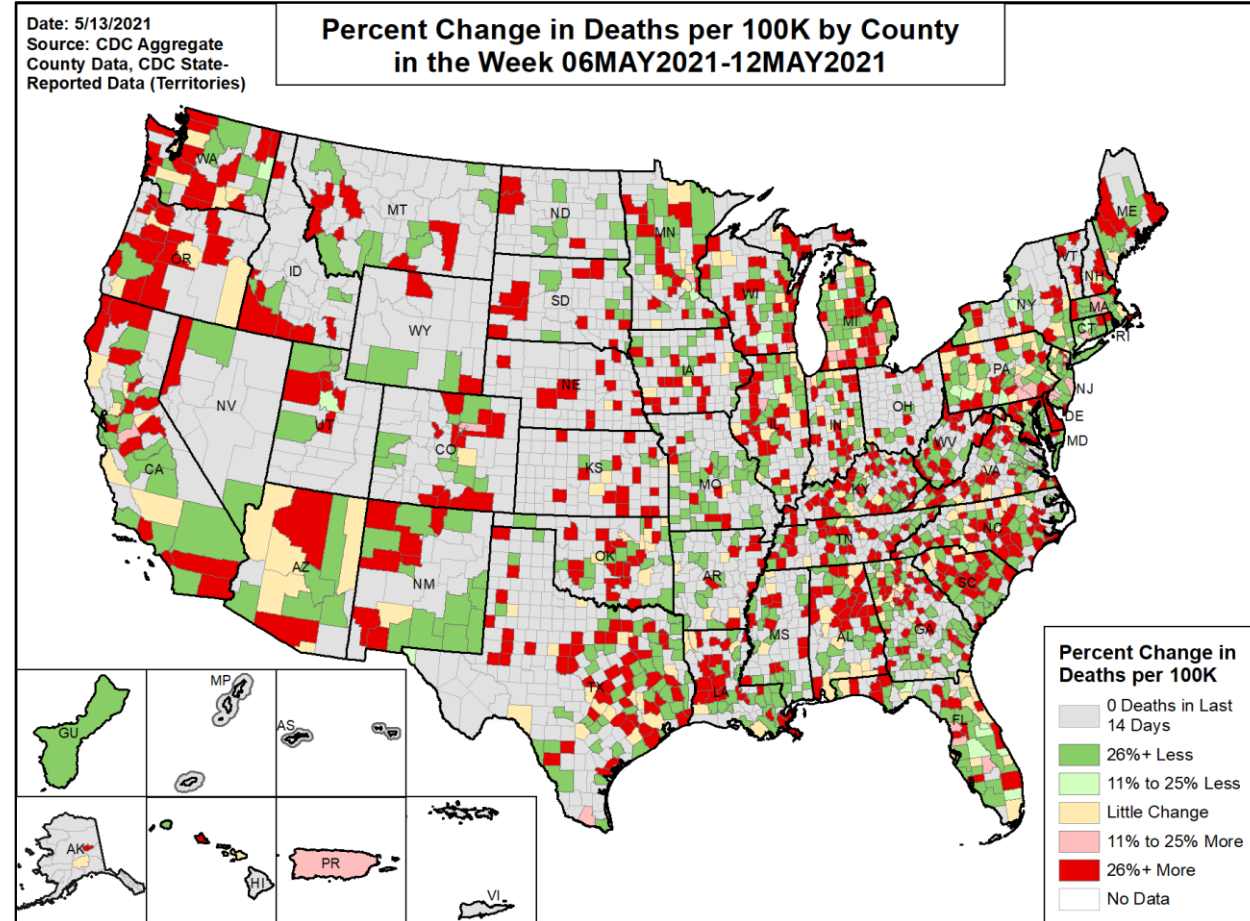 Date: 5/13/2021
Source: CDC Aggregate
County Data, CDC State-
Reported Data (Territories)
Percent Change in Deaths per 100K by County
in the Week 06MAY2021-12MAY2021
WA
MT
ND
MN
ME
OR
ID
SD
WI
MI
NY
VT
NH
MA
CT
RI
WY
NE
IA
PA
NJ
NV
UT
CO
KS
MO
IL
IN
OH
WV
DE
MD
VA
KY
CA
AZ
NM
OK
AR
TN
NC
SC
MS
AL
GA
TX
LA
FL
GU
MP
AS
AK
HI
PR
VI
Percent Change in
Deaths per 100K
0 Deaths in Last
14 Days
26%+ Less
11% to 25% Less
Little Change
11% to 25% More
26%+ More
No Data